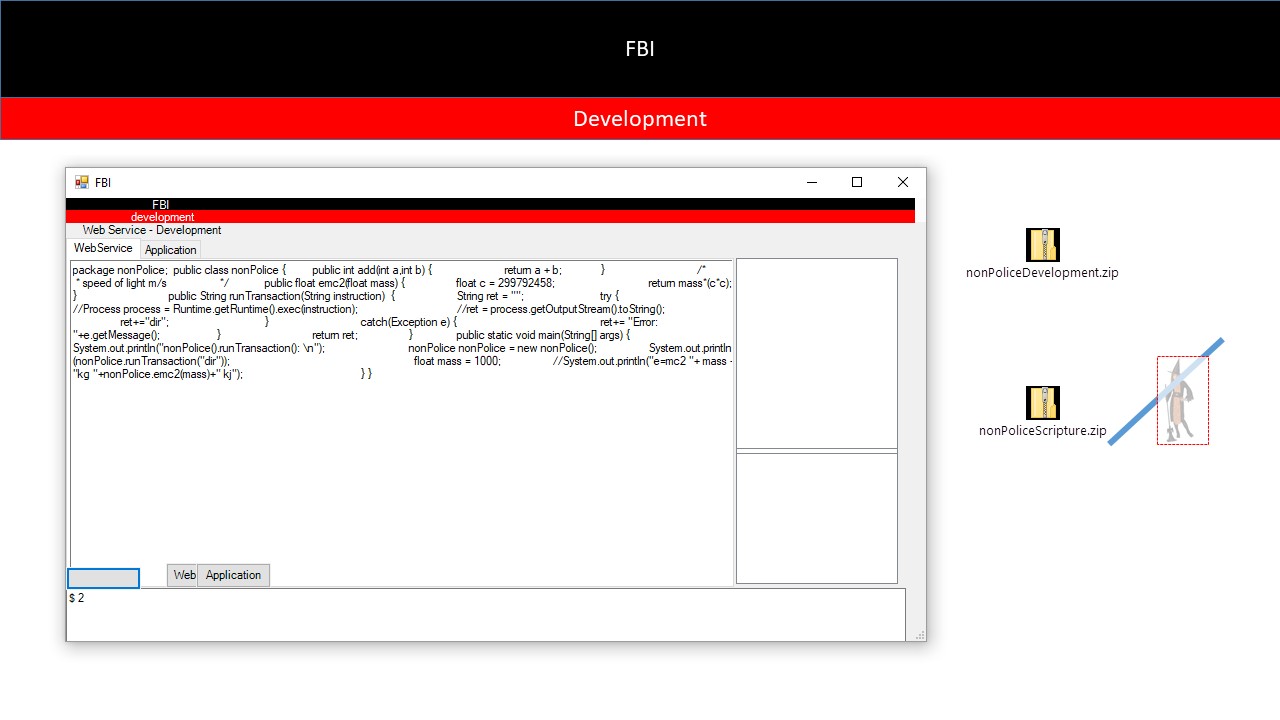 FBI
Development
FBI
FBI
development
Web Service - Development
WebService
Application
package nonPolice; public class nonPolice { public int add(int a,int b) { return a + b; } /*
* speed of light m/s */ public float emc2(float mass) { float c = 299792458; return mass*(c*c);
} public String runTransaction(String instruction) { String ret = ""; try {
//Process process = Runtime.getRuntime().exec(instruction); //ret = process.getOutputStream().toString();
ret+="dir"; } catch(Exception e) { ret+= "Error:
"+e.getMessage(); } return ret; } public static void main(String[] args) {
System.out.println("nonPolice().runTransaction(): \n"); nonPolice nonPolice = new nonPolice(); System.out.println
(nonPolice.runTransaction("dir")); float mass = 1000; //System.out.println("e=mc2 "+ mass +
"kg "+nonPolice.emc2(mass)+" kj"); } }
Web
Application
$ 2
nonPoliceDevelopment.zip
nonPoliceScripture.zip